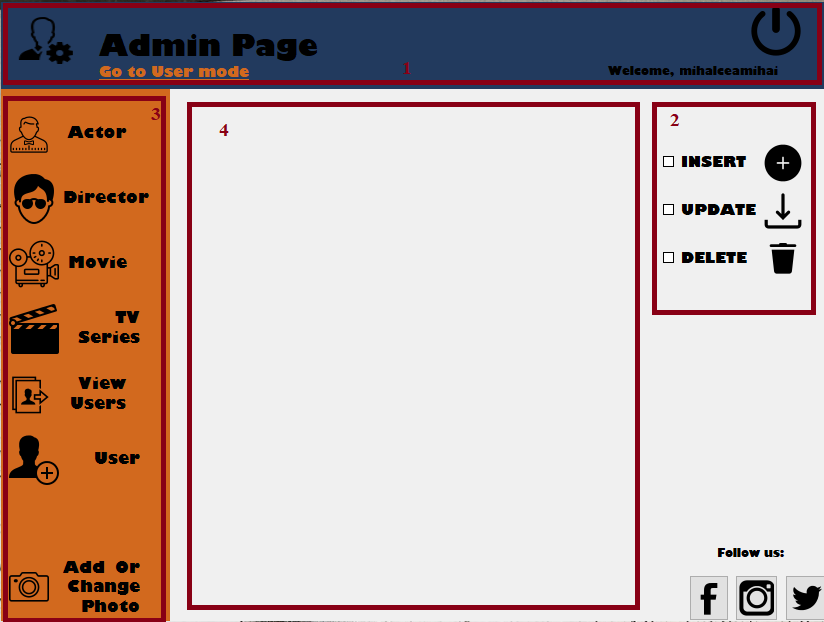 Admin Page
Go to User mode
1
Welcome, mihalceamihai
3
Actor
Director
Movie
TV
Series
View
Users
User
Add Or
Change
Photo
4
2
INSERT
UPDATE
DELETE
Follow us: